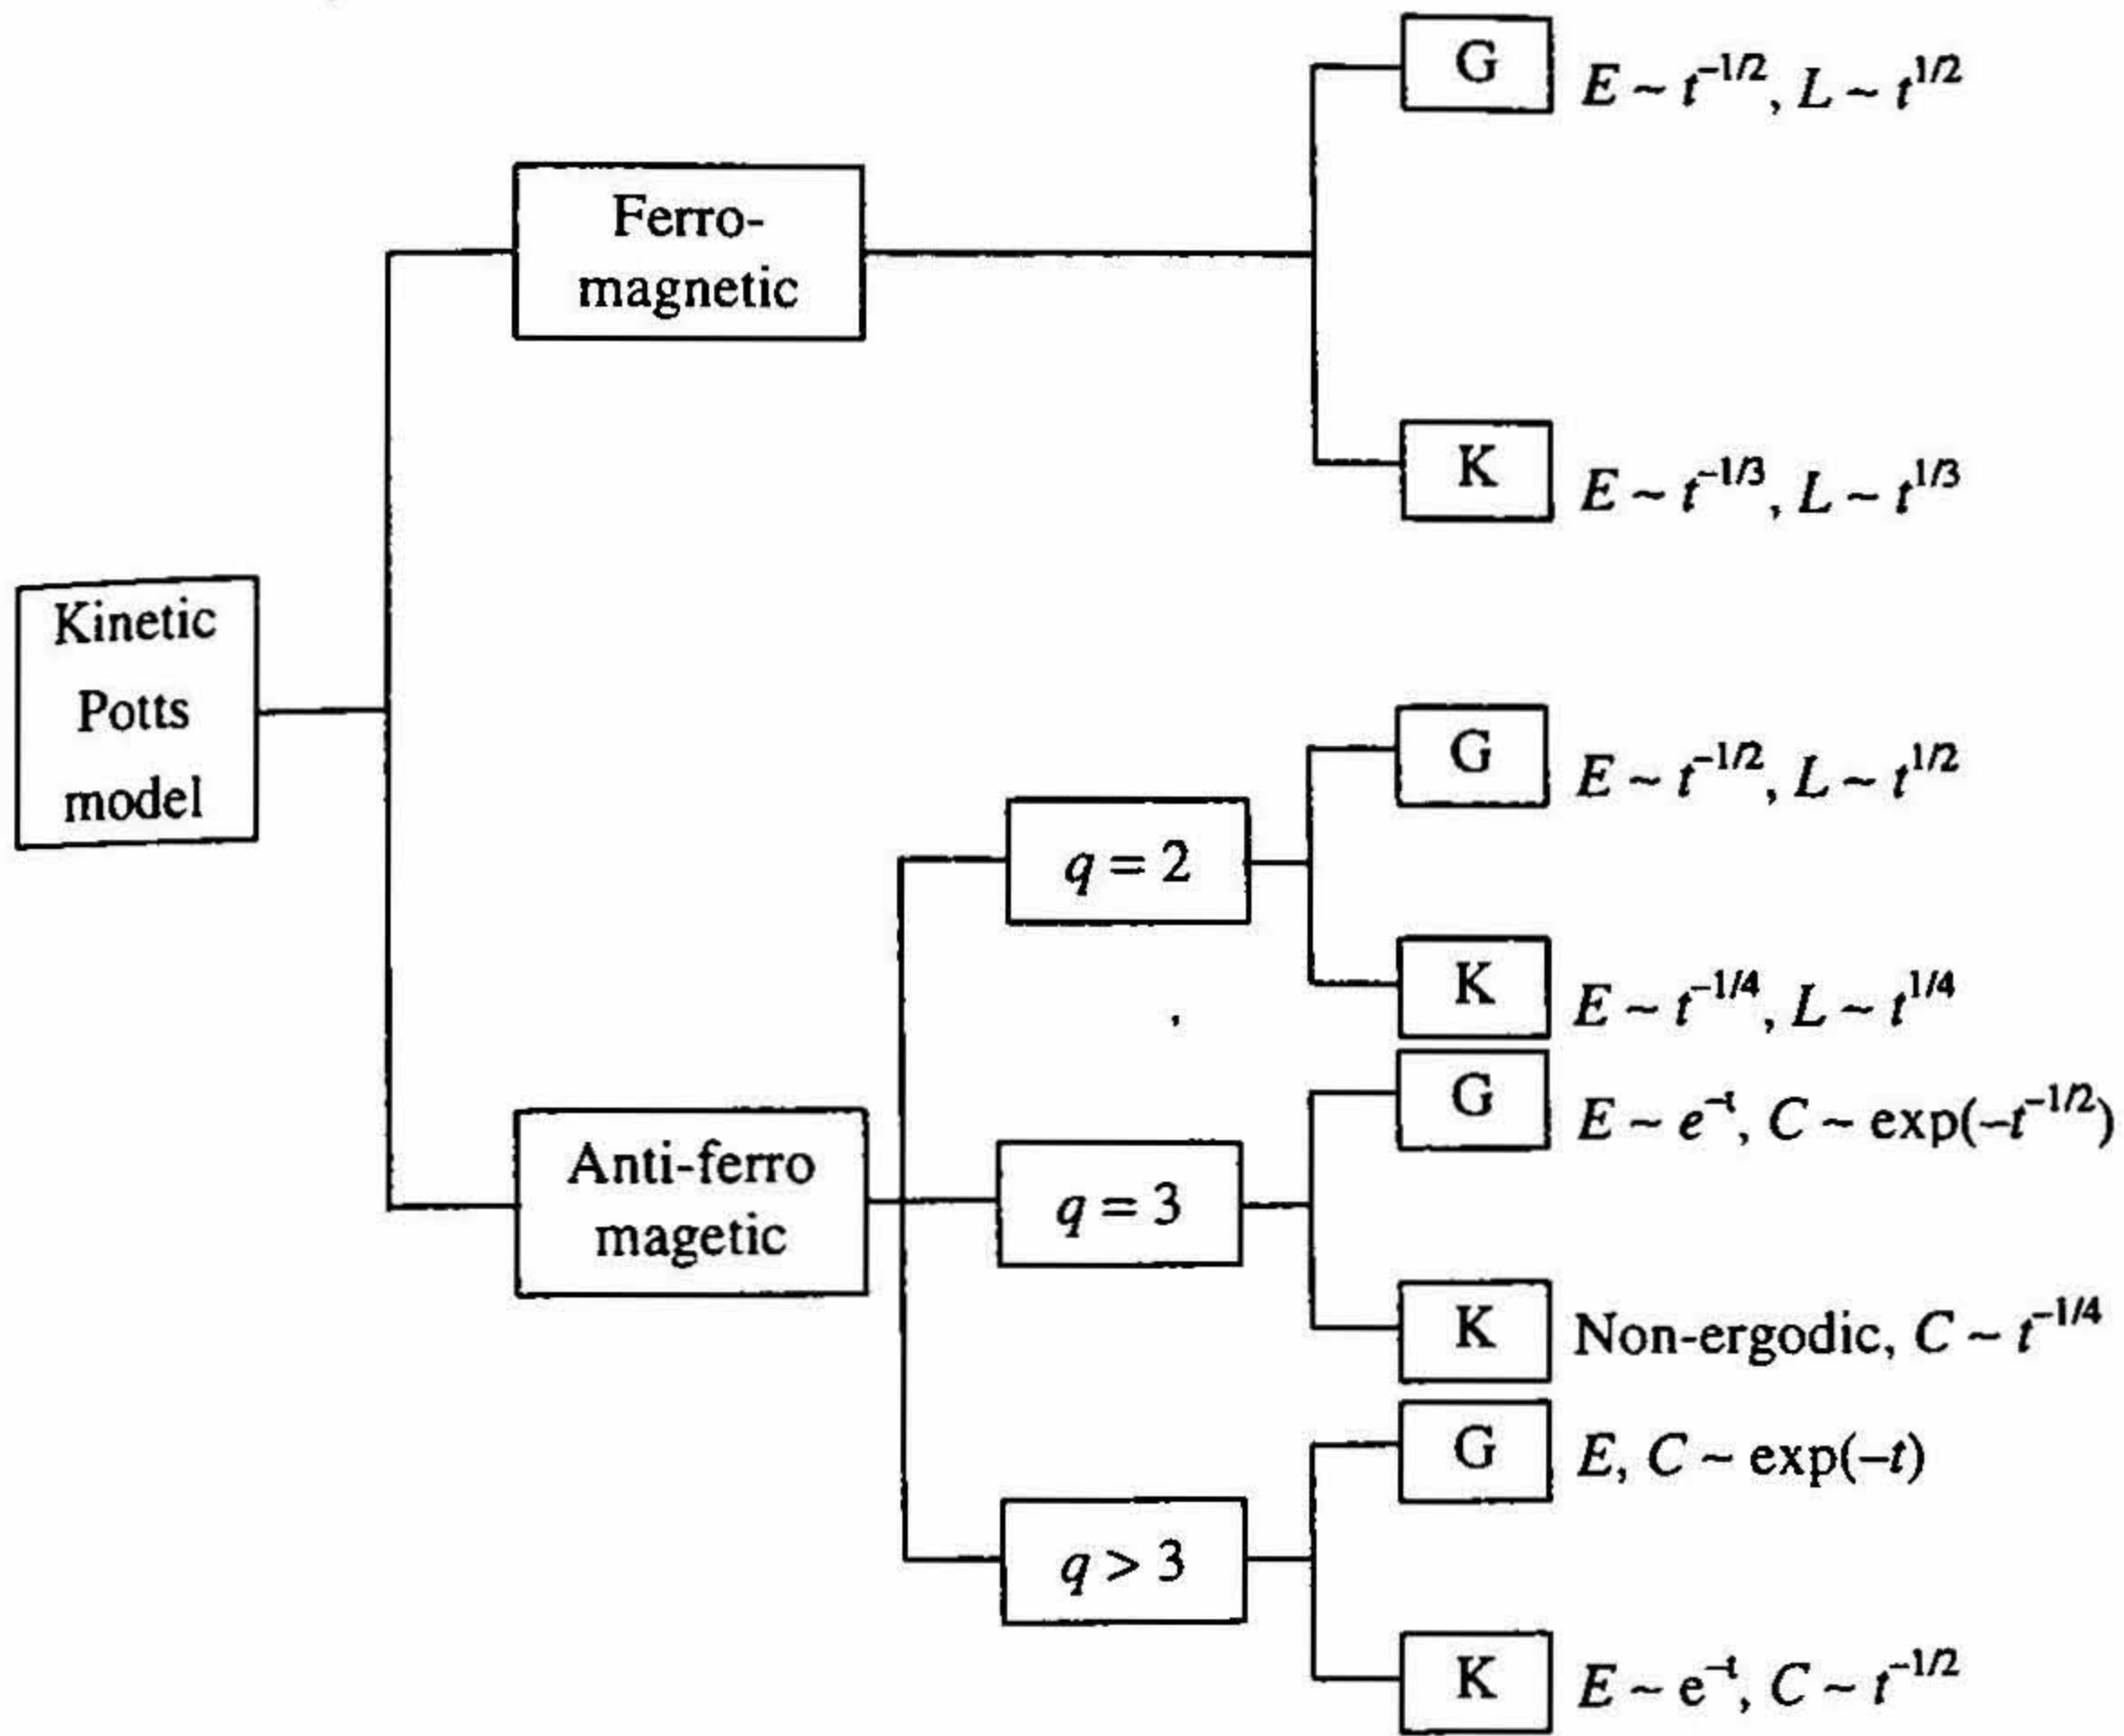 G
E ~ t^{-1/2}, L ~ t^{1/2}
Ferro-
magnetic
K
E ~ t^{-1/3}, L ~ t^{1/3}
Kinetic
Potts
model
G
E ~ t^{-1/2}, L ~ t^{1/2}
q = 2
K
E ~ t^{-1/4}, L ~ t^{1/4}
G
E ~ e^{-t}, C ~ exp(-t^{-1/2})
Anti-ferro
magetic
q = 3
K
Non-ergodic, C ~ t^{-1/4}
G
E, C ~ exp(-t)
q > 3
K
E ~ e^{-t}, C ~ t^{-1/2}